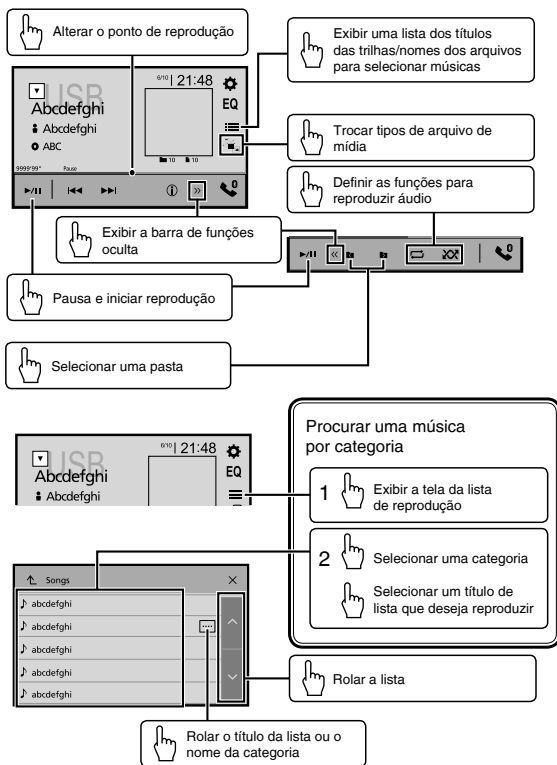 Alterar o ponto de reprodução
Exibir uma lista dos títulos
das trilhas/nomes dos arquivos
para selecionar músicas
USB
Abcdefghi
Abcdefghi
ABC
6/10 | 21:48
EQ
10 10
9999'99" Pause
Trocar tipos de arquivo de
mídia
Definir as funções para
reproduzir áudio
Exibir a barra de funções
oculta
Pausa e iniciar reprodução
Selecionar uma pasta
USB
Abcdefghi
Abcdefghi
6/10 | 21:48
EQ
Procurar uma música
por categoria
1 Exibir a tela da lista
de reprodução
2 Selecionar uma categoria
Selecionar um título de
lista que deseja reproduzir
Songs
abcdefghi
abcdefghi
abcdefghi
abcdefghi
abcdefghi
Rolar a lista
Rolar o título da lista ou o
nome da categoria